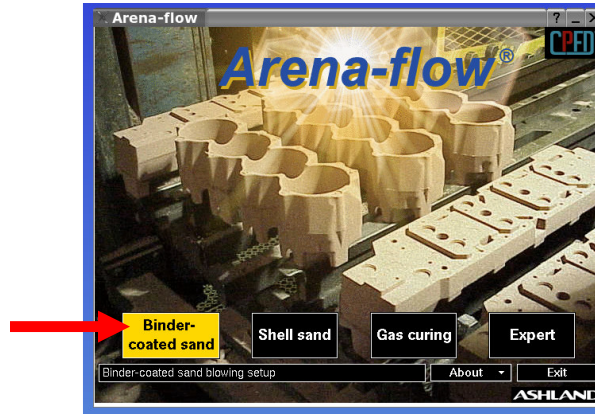 Arena-flow
? _ X
CPFD
Arena-flow®
Binder-
coated sand
Shell sand
Gas curing
Expert
Binder-coated sand blowing setup
About
Exit
ASHLAND